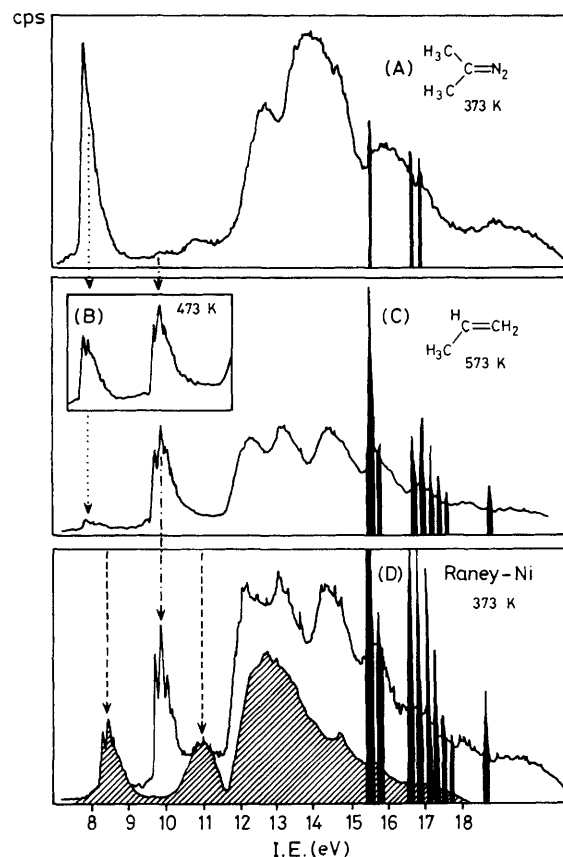 cps
(A)
H₃C
C=N₂
H₃C
373 K
(B)
473 K
(C)
H
C=CH₂
H₃C
573 K
(D) Raney-Ni
373 K
8 9 10 11 12 13 14 15 16 17 18
I.E.(eV)